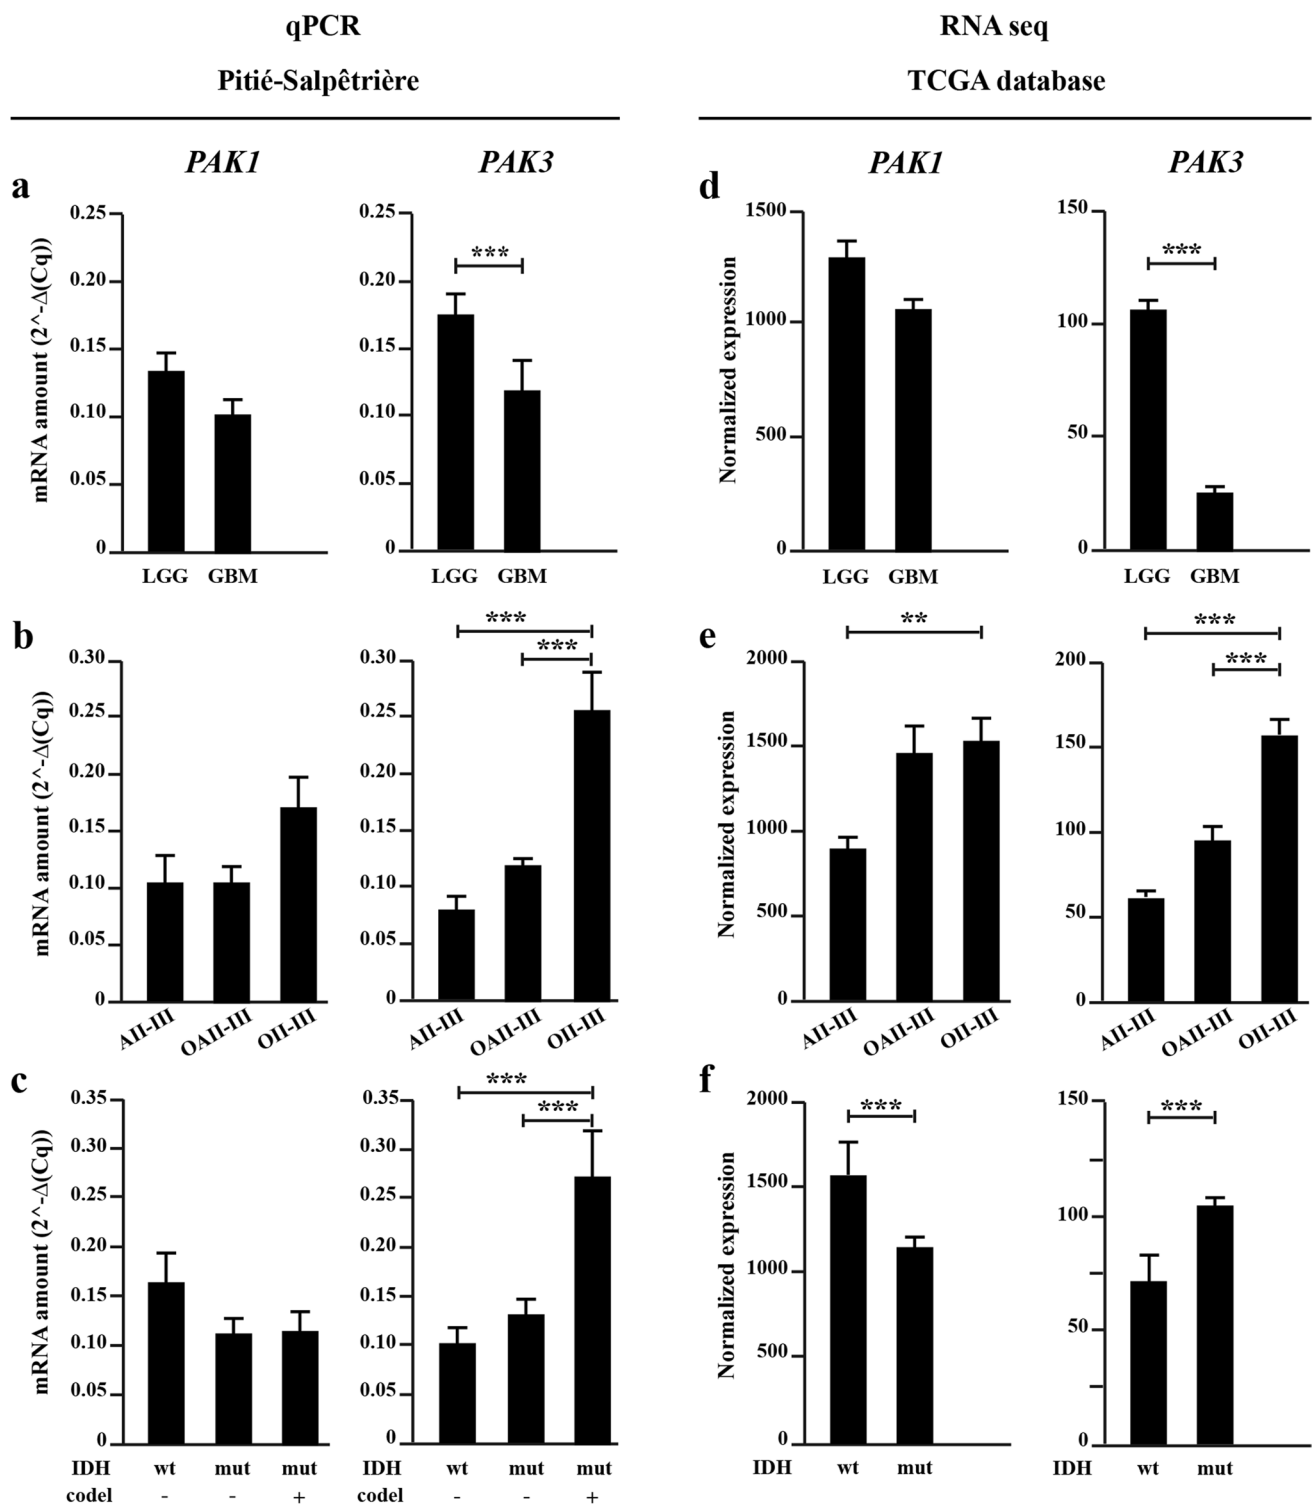 qPCR
Pitié-Salpêtrière
RNA seq
TCGA database
a
PAK1
mRNA amount (2^-Δ(Cq))
0.25
0.20
0.15
0.10
0.05
0
LGG GBM
PAK3
0.25
0.20
0.15
0.10
0.05
0
***
LGG GBM
d
PAK1
Normalized expression
1500
1000
500
0
LGG GBM
PAK3
150
100
50
0
***
LGG GBM
b
mRNA amount (2^-Δ(Cq))
0.30
0.25
0.20
0.15
0.10
0.05
0
AII-III OAII-III OII-III
0.30
0.25
0.20
0.15
0.10
0.05
0
***
***
AII-III OAII-III OII-III
e
Normalized expression
2000
1500
1000
500
0
**
AII-III OAII-III OII-III
200
150
100
50
0
***
***
AII-III OAII-III OII-III
c
mRNA amount (2^-Δ(Cq))
0.35
0.30
0.25
0.20
0.15
0.10
0.05
0
IDH wt mut mut
codel - - +
0.35
0.30
0.25
0.20
0.15
0.10
0.05
0
***
***
IDH wt mut mut
codel - - +
f
Normalized expression
2000
1500
1000
500
0
***
IDH wt mut
150
100
50
0
***
IDH wt mut